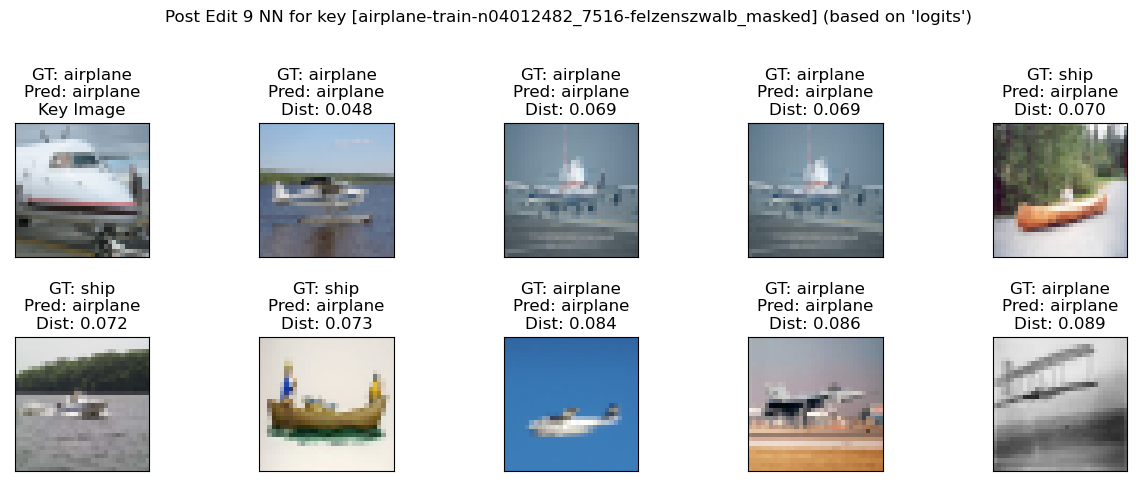 Post Edit 9 NN for key [airplane-train-n04012482_7516-felzenszwalb_masked] (based on 'logits')
GT: airplane
Pred: airplane
Key Image
GT: airplane
Pred: airplane
Dist: 0.048
GT: airplane
Pred: airplane
Dist: 0.069
GT: airplane
Pred: airplane
Dist: 0.069
GT: ship
Pred: airplane
Dist: 0.070
GT: ship
Pred: airplane
Dist: 0.072
GT: ship
Pred: airplane
Dist: 0.073
GT: airplane
Pred: airplane
Dist: 0.084
GT: airplane
Pred: airplane
Dist: 0.086
GT: airplane
Pred: airplane
Dist: 0.089